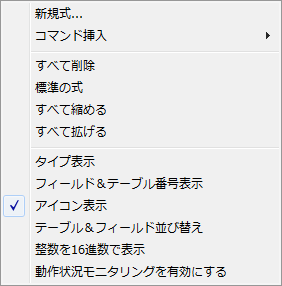 新規式...
コマンド挿入
すべて削除
標準の式
すべて縮める
すべて拡げる
タイプ表示
フィールド＆テーブル番号表示
アイコン表示
テーブル＆フィールド並び替え
整数を16進数で表示
動作状況モニタリングを有効にする